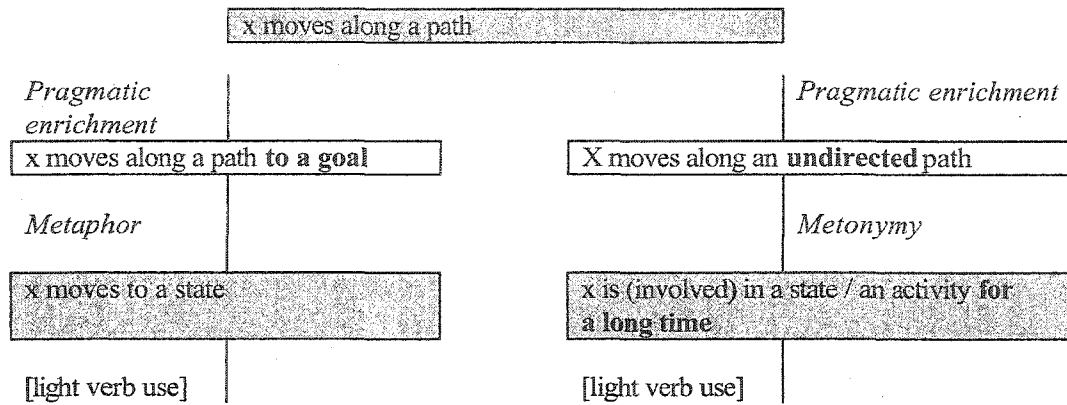 x moves along a path
Pragmatic
enrichment
Pragmatic enrichment
x moves along a path to a goal
X moves along an undirected path
Metaphor
Metonymy
x moves to a state
x is (involved) in a state / an activity for
a long time
[light verb use]
[light verb use]